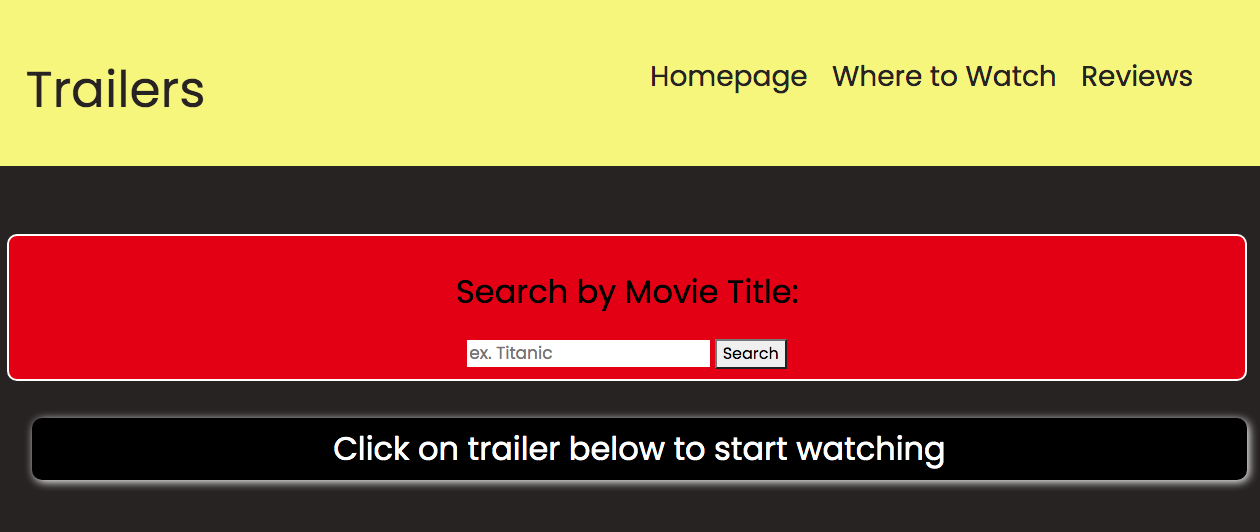 Trailers
Homepage Where to Watch Reviews
Search by Movie Title:
ex. Titanic Search
Click on trailer below to start watching